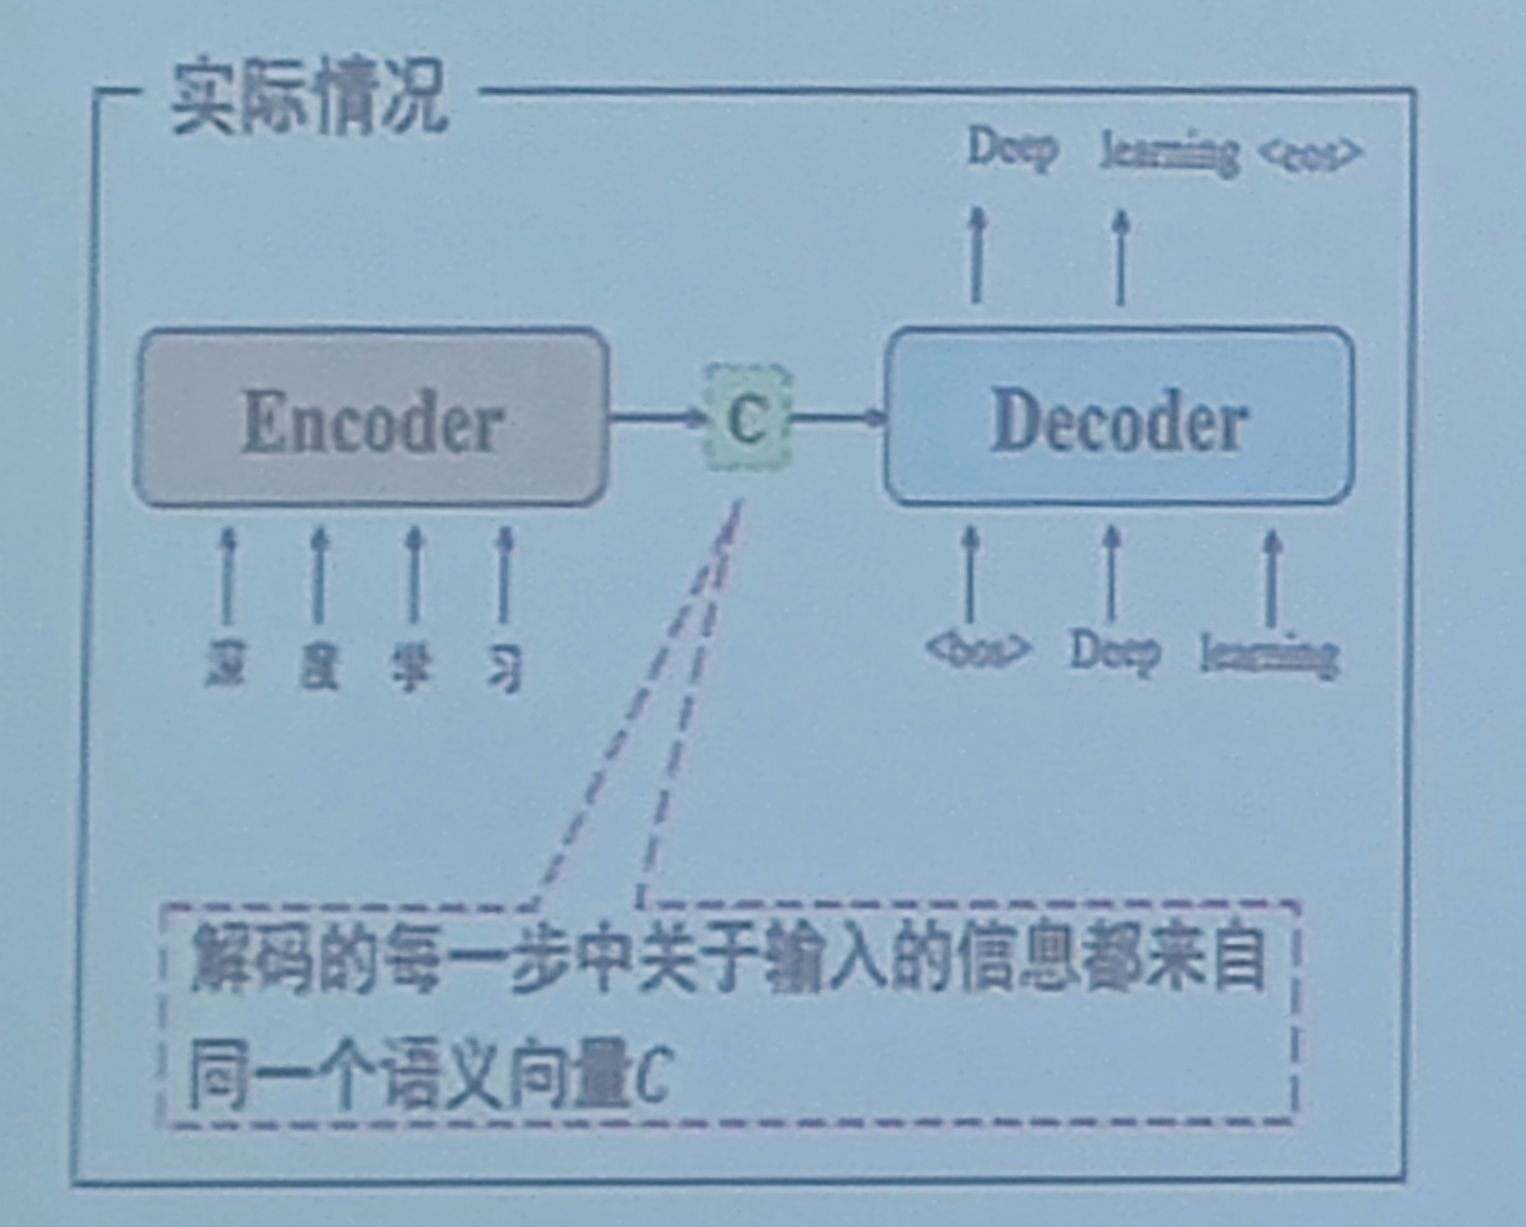 实际情况
Deep learning <eos>
Encoder
C
Decoder
深 度 学 习
<bos> Deep learning
解码的每一步中关于输入的信息都来自
同一个语义向量C